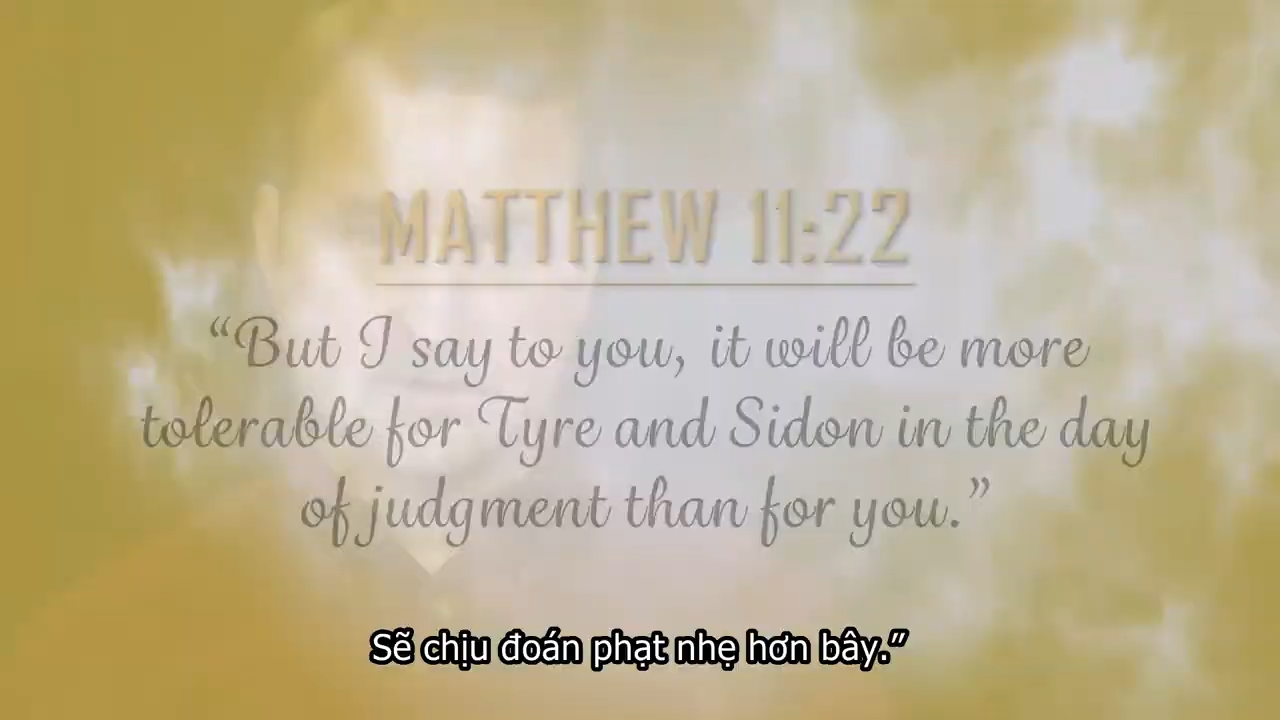 MATTHEW 11:22
“But I say to you, it will be more
tolerable for Tyre and Sidon in the day
of judgment than for you.”
Sẽ chịu đoán phạt nhẹ hơn bây.”